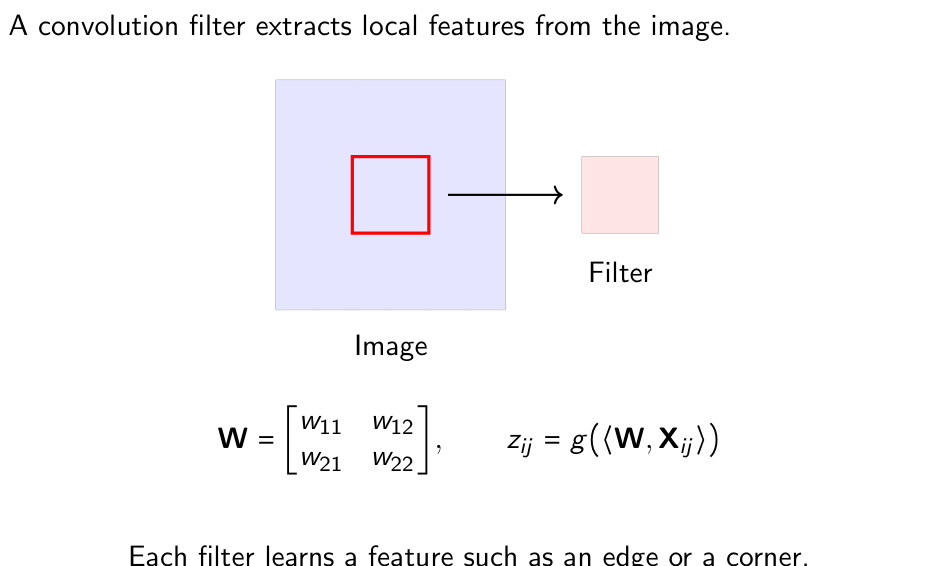 A convolution filter extracts local features from the image.
Filter
Image
W = [w₁₁ w₁₂
w₂₁ w₂₂], zᵢⱼ = g(⟨W, Xᵢⱼ⟩)
Each filter learns a feature such as an edge or a corner.